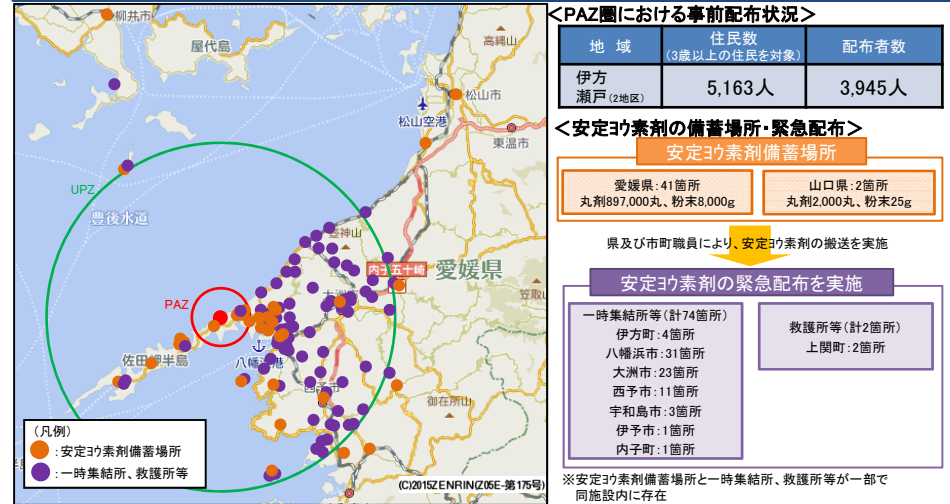 柳井市
屋代島
高縄山
松山市
松山空港
東温市
UPZ
豊後水道
壺神山
内子五十崎
愛媛県
大洲市
笠取山
PAZ
佐田岬半島
八幡浜港
西予市
御在所山
(凡例)
:安定ヨウ素剤備蓄場所
:一時集結所、救護所等
(C)2015ZENRIN(Z05E-第175号)
<PAZ圏における事前配布状況>
地 域
住民数
(3歳以上の住民を対象)
配布者数
伊方
瀬戸(2地区)
5,163人
3,945人
<安定ヨウ素剤の備蓄場所・緊急配布>
安定ヨウ素剤備蓄場所
愛媛県:41箇所
丸剤897,000丸、粉末8,000g
山口県:2箇所
丸剤2,000丸、粉末25g
県及び市町職員により、安定ヨウ素剤の搬送を実施
安定ヨウ素剤の緊急配布を実施
一時集結所等(計74箇所)
伊方町:4箇所
八幡浜市:31箇所
大洲市:23箇所
西予市:11箇所
宇和島市:3箇所
伊予市:1箇所
内子町:1箇所
救護所等(計2箇所)
上関町:2箇所
※安定ヨウ素剤備蓄場所と一時集結所、救護所等が一部で
同施設内に存在